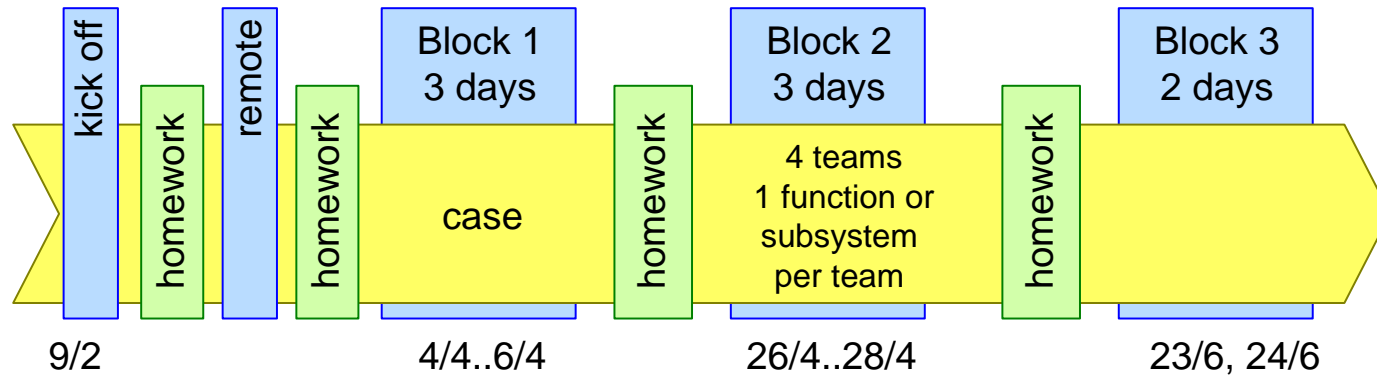 kick off
homework
remote
homework
Block 1
3 days
case
homework
Block 2
3 days
4 teams
1 function or
subsystem
per team
homework
Block 3
2 days
9/2
4/4..6/4
26/4..28/4
23/6, 24/6